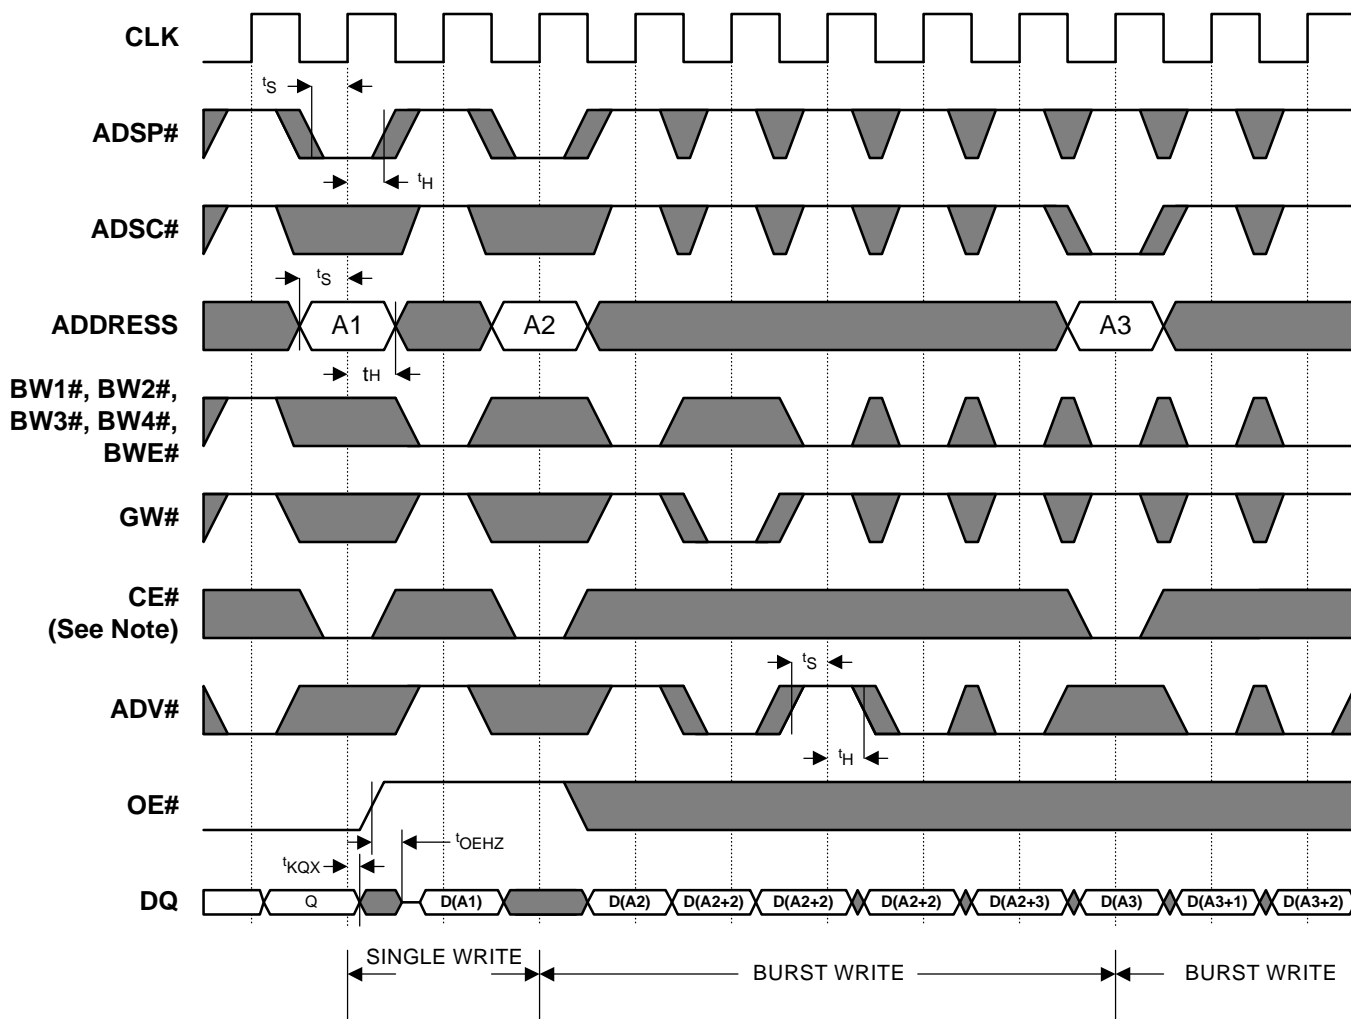 CLK
tS
ADSP#
tH
ADSC#
tS
ADDRESS
A1
A2
A3
tH
BW1#, BW2#,
BW3#, BW4#,
BWE#
GW#
CE#
(See Note)
tS
ADV#
tH
OE#
tOEHZ
tKQX
DQ
Q
D(A1)
D(A2)
D(A2+2)
D(A2+2)
D(A2+2)
D(A2+3)
D(A3)
D(A3+1)
D(A3+2)
SINGLE WRITE
BURST WRITE
BURST WRITE